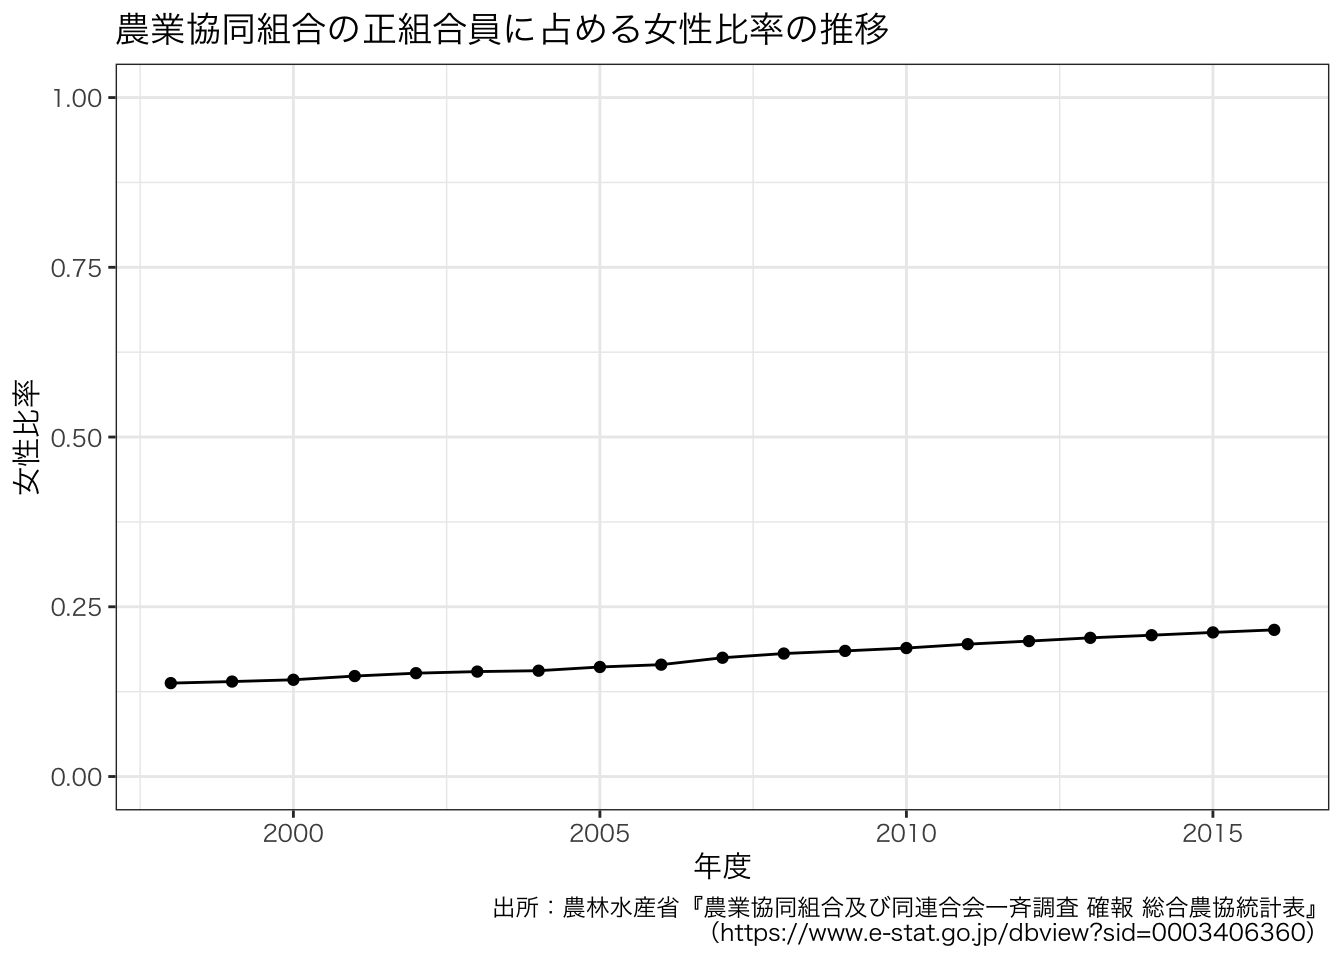 農業協同組合の正組合員に占める女性比率の推移
1.00
0.75
0.50
0.25
0.00
女性比率
2000 2005 2010 2015
年度
出所：農林水産省『農業協同組合及び同連合会一斉調査 確報 総合農協統計表』
（https://www.e-stat.go.jp/dbview?sid=0003406360）